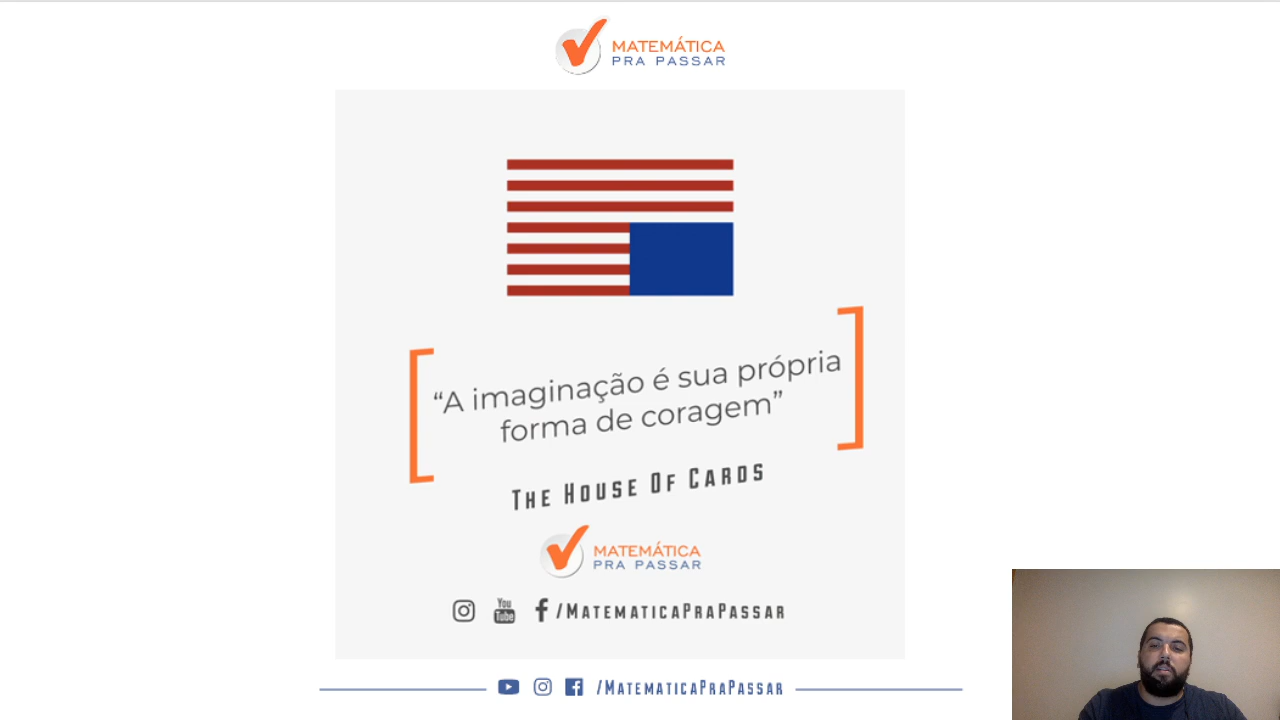 MATEMÁTICA
PRA PASSAR
“A imaginação é sua própria
forma de coragem”
THE HOUSE OF CARDS
MATEMÁTICA
PRA PASSAR
You
Tube
/MATEMATICAPRAPASSAR
/MATEMATICAPRAPASSAR